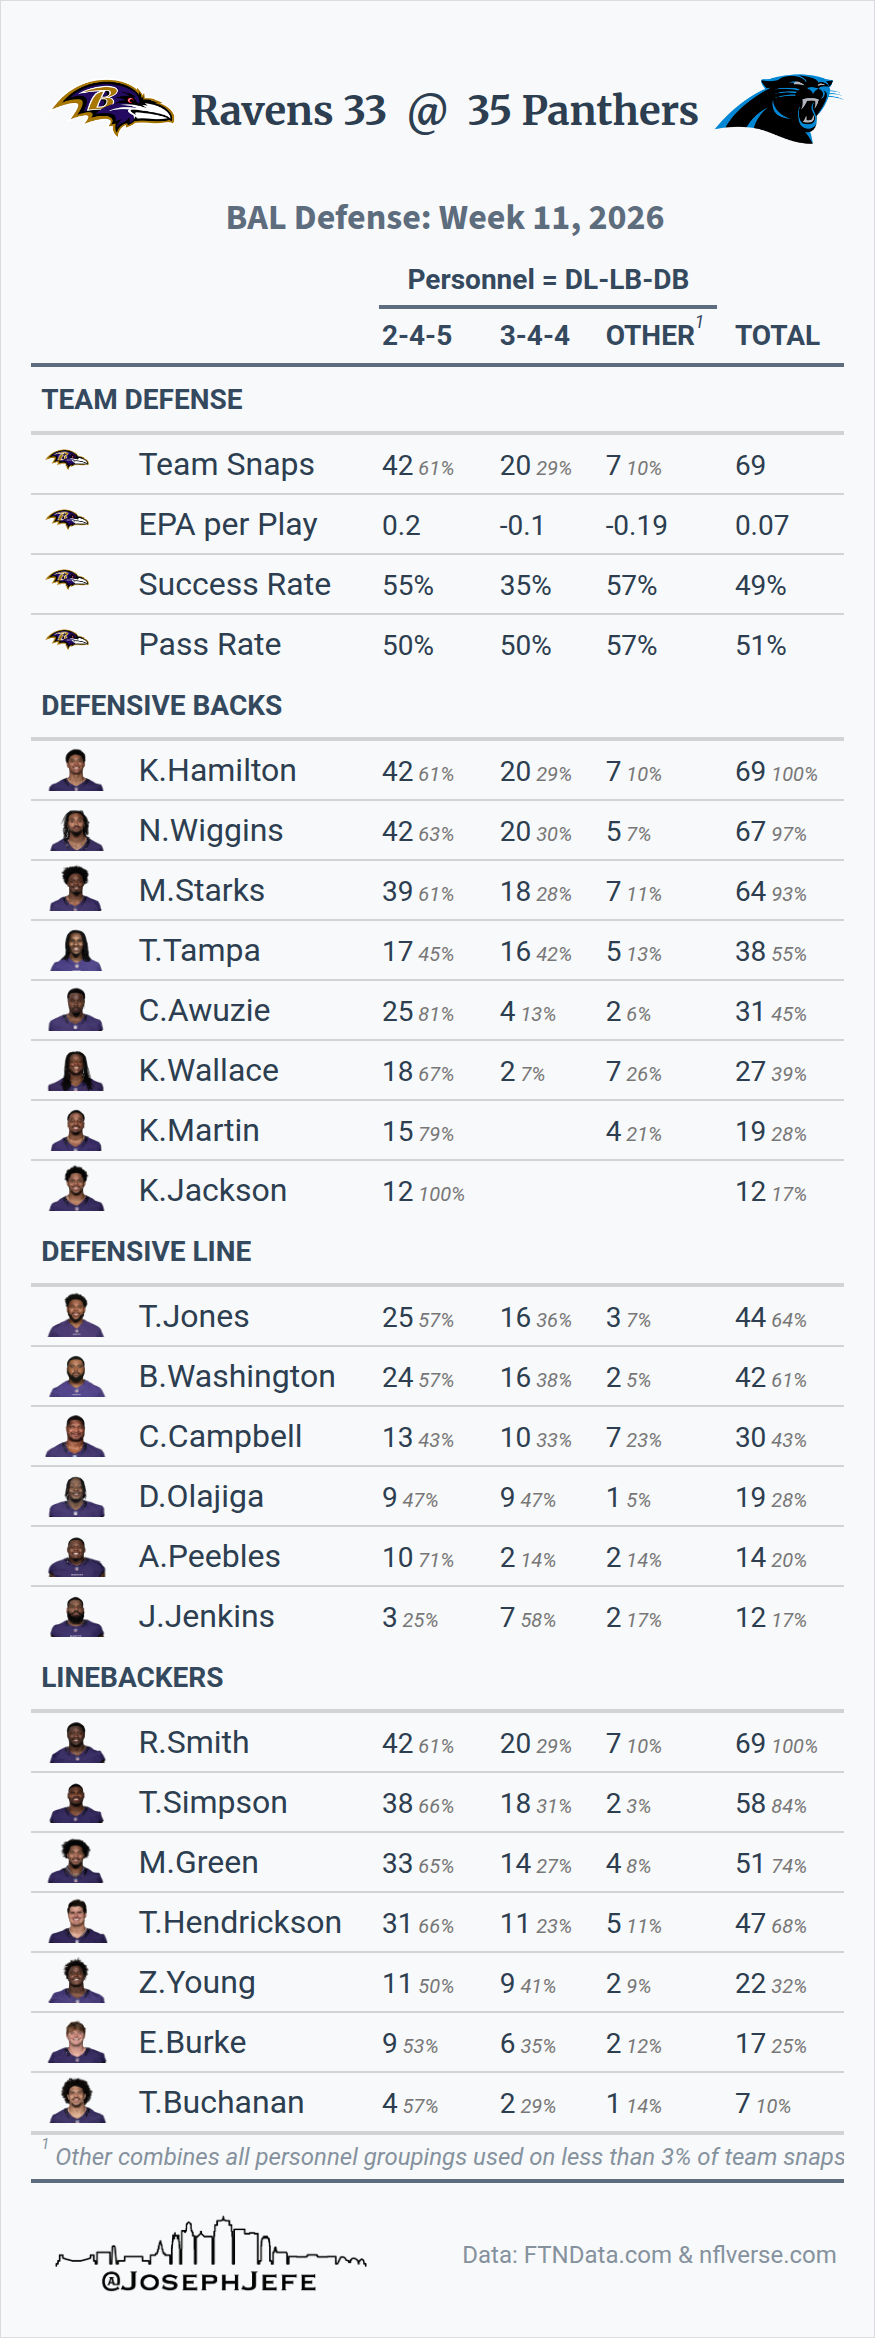 Ravens 33 @ 35 Panthers
BAL Defense: Week 11, 2026
Personnel = DL-LB-DB
2-4-5 3-4-4 OTHER1 TOTAL
TEAM DEFENSE
Team Snaps 42 61% 20 29% 7 10% 69
EPA per Play 0.2 -0.1 -0.19 0.07
Success Rate 55% 35% 57% 49%
Pass Rate 50% 50% 57% 51%
DEFENSIVE BACKS
K.Hamilton 42 61% 20 29% 7 10% 69 100%
N.Wiggins 42 63% 20 30% 5 7% 67 97%
M.Starks 39 61% 18 28% 7 11% 64 93%
T.Tampa 17 45% 16 42% 5 13% 38 55%
C.Awuzie 25 81% 4 13% 2 6% 31 45%
K.Wallace 18 67% 2 7% 7 26% 27 39%
K.Martin 15 79% 4 21% 19 28%
K.Jackson 12 100% 12 17%
DEFENSIVE LINE
T.Jones 25 57% 16 36% 3 7% 44 64%
B.Washington 24 57% 16 38% 2 5% 42 61%
C.Campbell 13 43% 10 33% 7 23% 30 43%
D.Olajiga 9 47% 9 47% 1 5% 19 28%
A.Peebles 10 71% 2 14% 2 14% 14 20%
J.Jenkins 3 25% 7 58% 2 17% 12 17%
LINEBACKERS
R.Smith 42 61% 20 29% 7 10% 69 100%
T.Simpson 38 66% 18 31% 2 3% 58 84%
M.Green 33 65% 14 27% 4 8% 51 74%
T.Hendrickson 31 66% 11 23% 5 11% 47 68%
Z.Young 11 50% 9 41% 2 9% 22 32%
E.Burke 9 53% 6 35% 2 12% 17 25%
T.Buchanan 4 57% 2 29% 1 14% 7 10%
1 Other combines all personnel groupings used on less than 3% of team snaps
@JOSEPHJEFE
Data: FTNData.com & nflverse.com